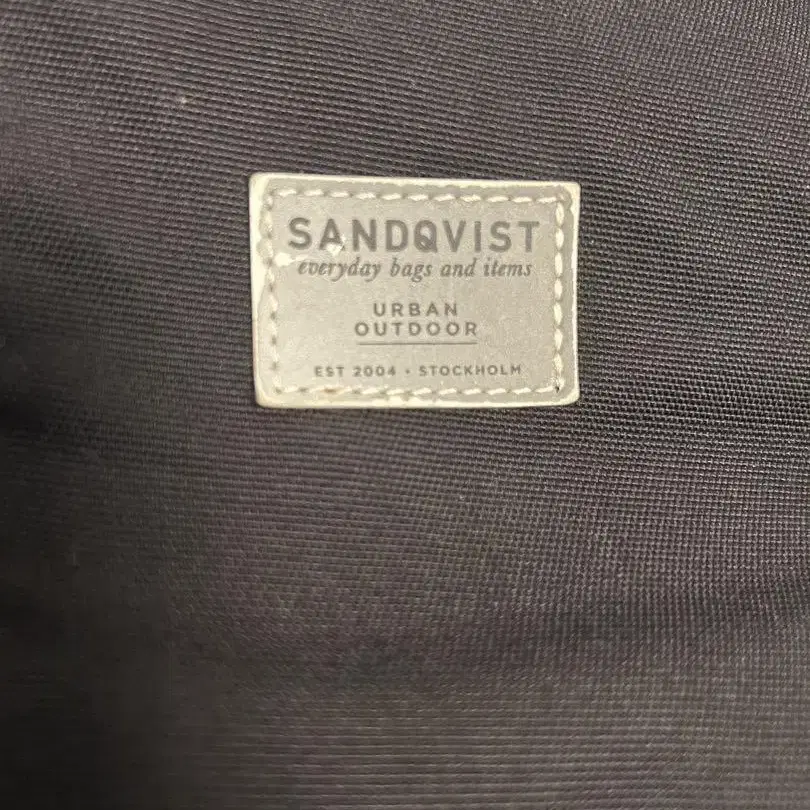 SANDQVIST
everyday bags and items
URBAN
OUTDOOR
EST 2004 • STOCKHOLM